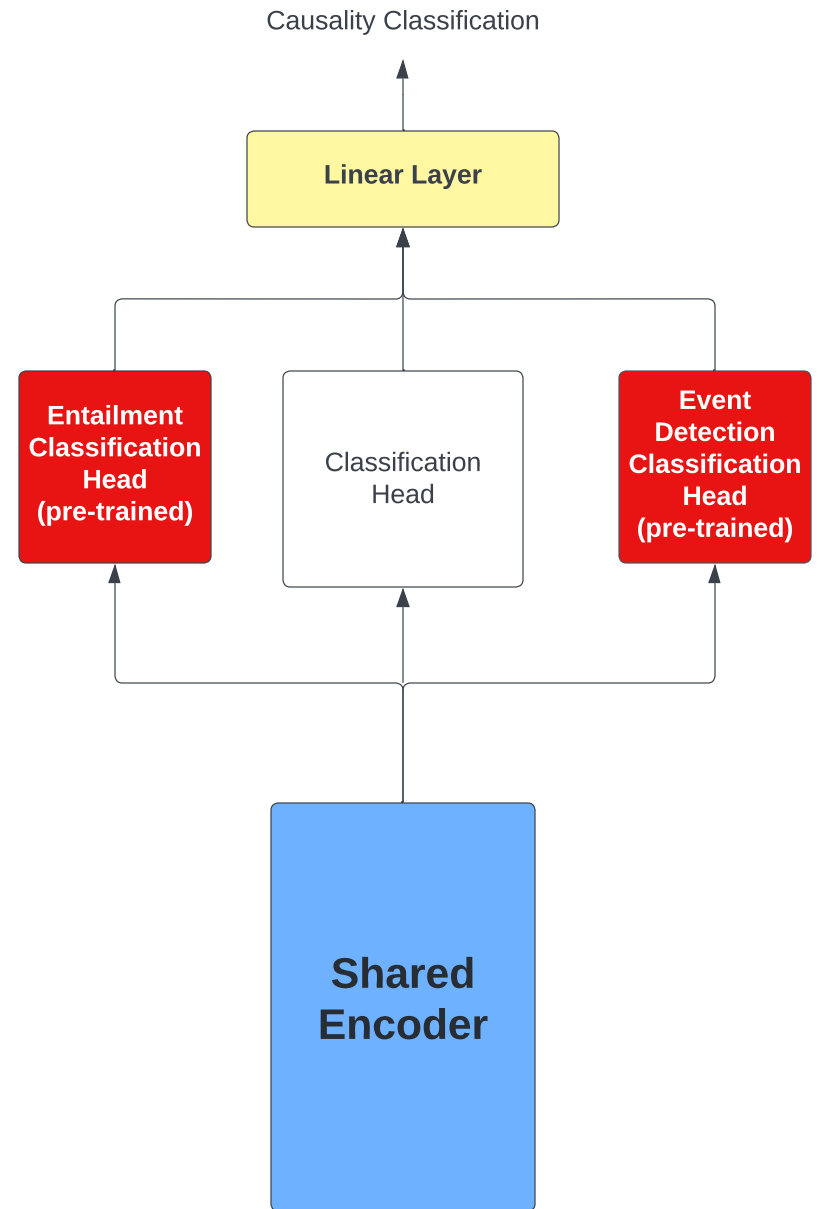 Causality Classification
Linear Layer
Entailment
Classification
Head
(pre-trained)
Classification
Head
Event
Detection
Classification
Head
(pre-trained)
Shared
Encoder